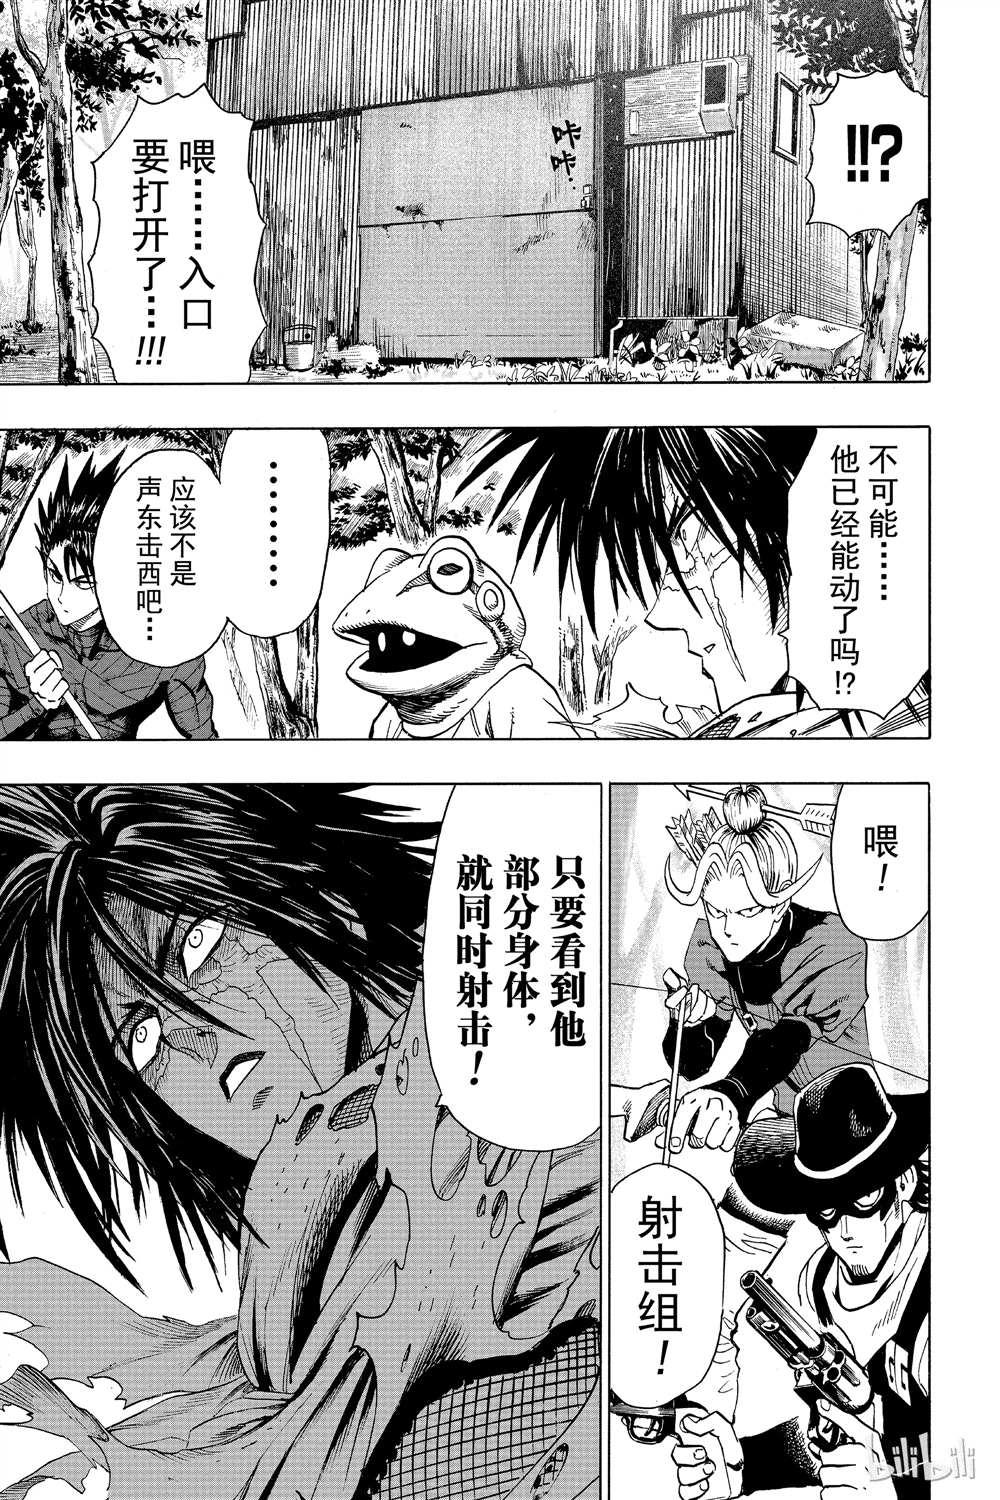 !!?
咔
咔..
喂……入口
要打开了…!!!
不可能……
他已经能动了吗!?
………
应该不是
声东击西吧…
喂！
射击组！
只要看到他
部分身体，
就同时射击！
bilibili